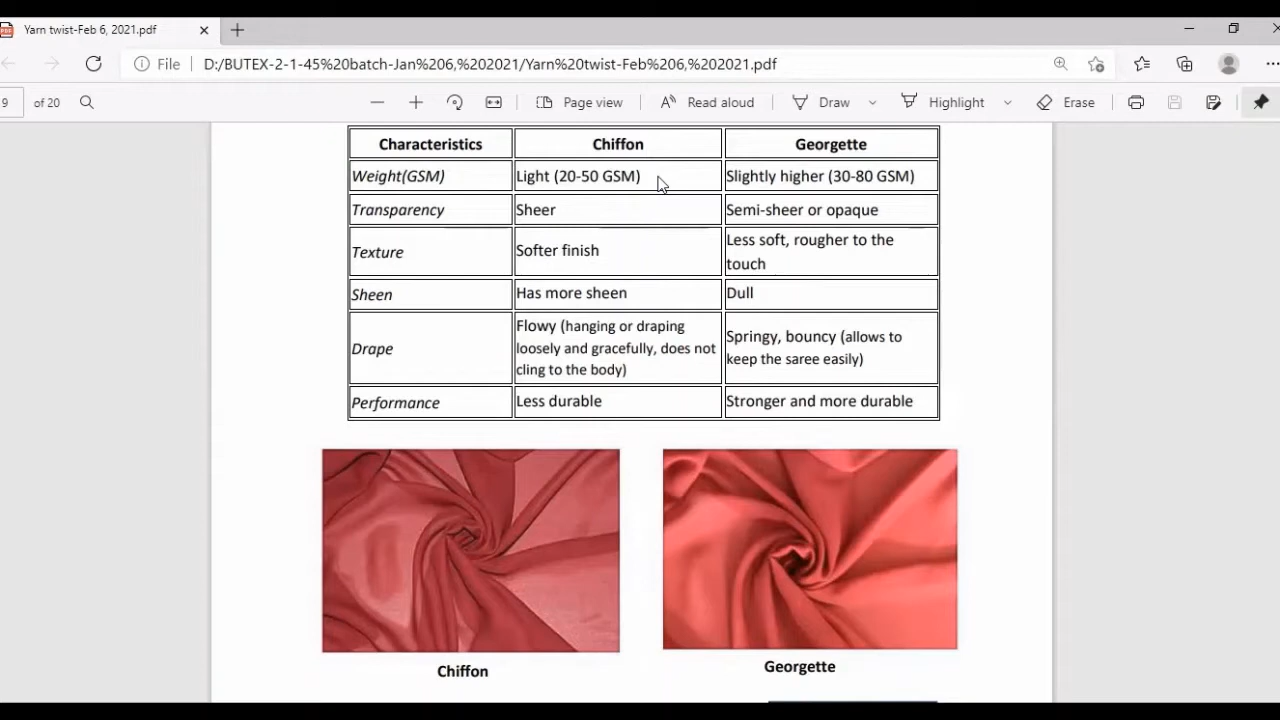 Yarn twist-Feb 6, 2021.pdf
File D:/BUTEX-2-1-45%20batch-Jan%206,%202021/Yarn%20twist-Feb%206,%202021.pdf
9 of 20 Page view Read aloud Draw Highlight Erase
Characteristics Chiffon Georgette
Weight(GSM) Light (20-50 GSM) Slightly higher (30-80 GSM)
Transparency Sheer Semi-sheer or opaque
Texture Softer finish Less soft, rougher to the
touch
Sheen Has more sheen Dull
Drape Flowy (hanging or draping
loosely and gracefully, does not
cling to the body) Springy, bouncy (allows to
keep the saree easily)
Performance Less durable Stronger and more durable
Chiffon Georgette